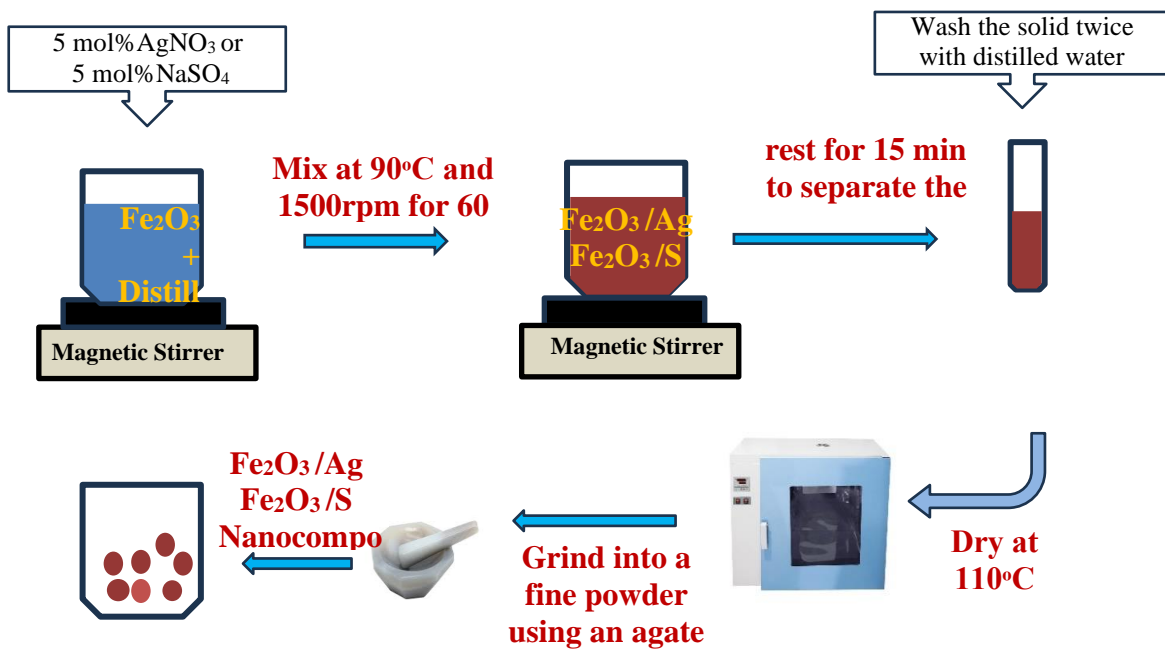 5 mol% AgNO₃ or
5 mol% NaSO₄
Wash the solid twice
with distilled water
Mix at 90°C and
1500rpm for 60
rest for 15 min
to separate the
Fe₂O₃
+
Distill
Fe₂O₃/Ag
Fe₂O₃/S
Magnetic Stirrer
Magnetic Stirrer
Dry at
110°C
Grind into a
fine powder
using an agate
Fe₂O₃/Ag
Fe₂O₃/S
Nanocompo